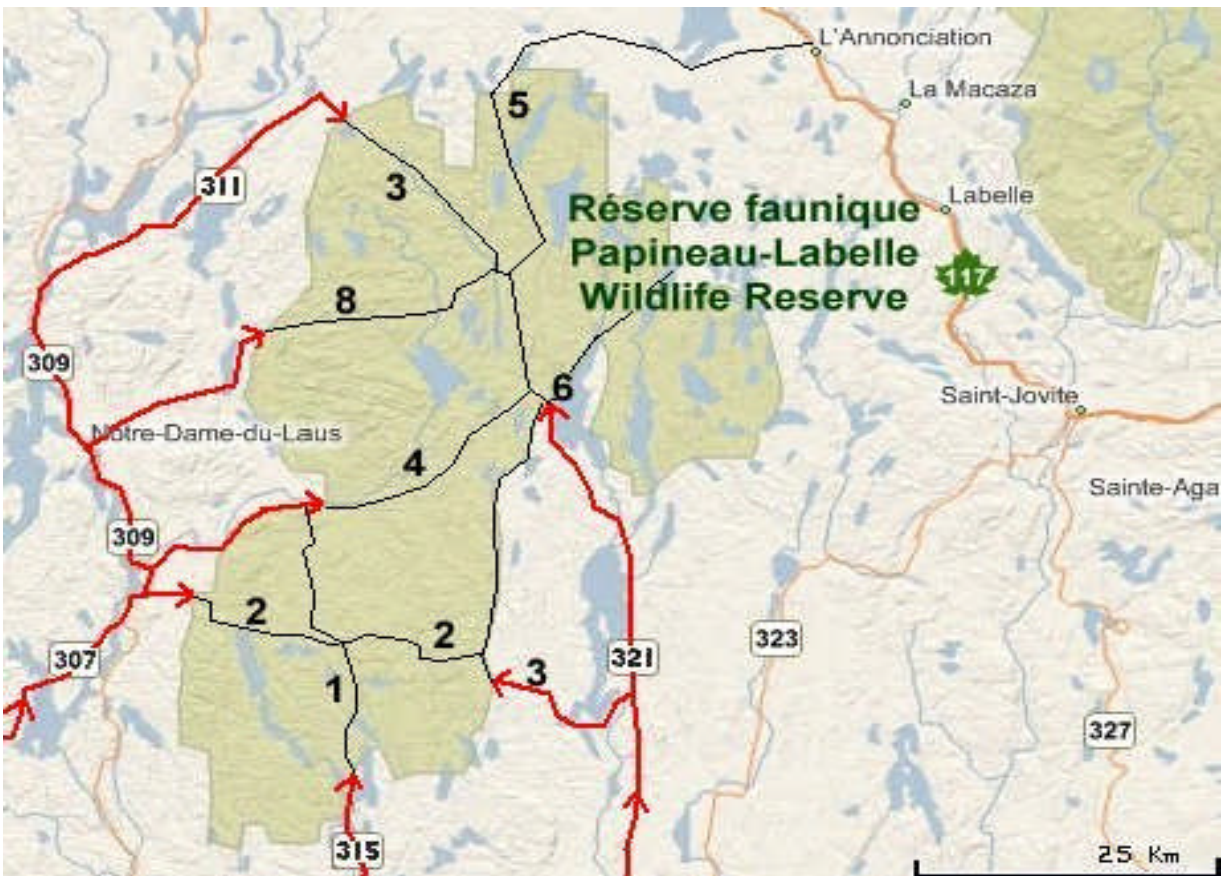 L'Annonciation
La Macaza
5
311
3
Labelle
Réserve faunique
Papineau-Labelle
Wildlife Reserve
117
8
309
6
Saint-Jovite
Notre-Dame-du-Laus
4
Sainte-Aga
309
2
2
323
307
1
3
321
327
315
25 Km